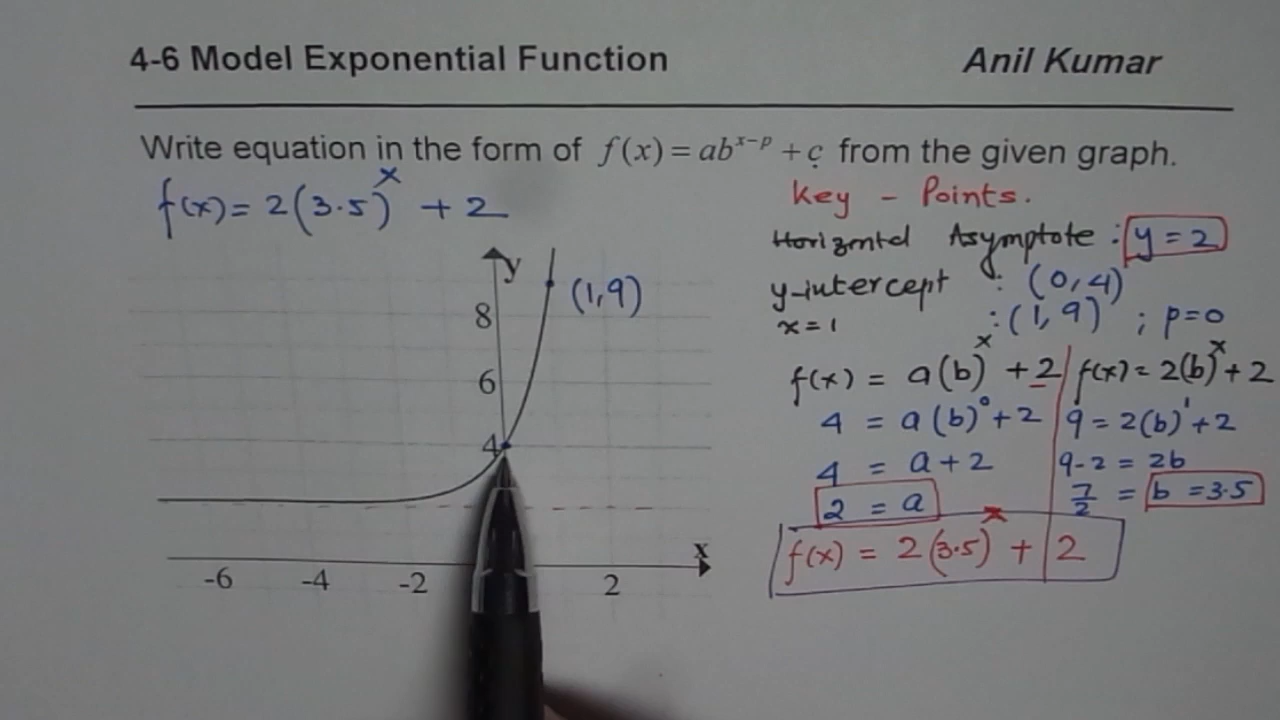 4-6 Model Exponential Function Anil Kumar
Write equation in the form of f(x) = ab^{x-p} + c from the given graph.
f(x) = 2(3.5)^x + 2
Key - Points.
Horizontal Asymptote : y = 2
y-intercept : (0,4)
x = 1 : (1,9) ; p=0
f(x) = a(b)^x + 2
4 = a(b)^0 + 2
4 = a + 2
2 = a
f(x) = 2(b)^x + 2
9 = 2(b)^1 + 2
9-2 = 2b
7/2 = b = 3.5
f(x) = 2(3.5)^x + 2
y
(1,9)
8
6
4
x
-6 -4 -2 2